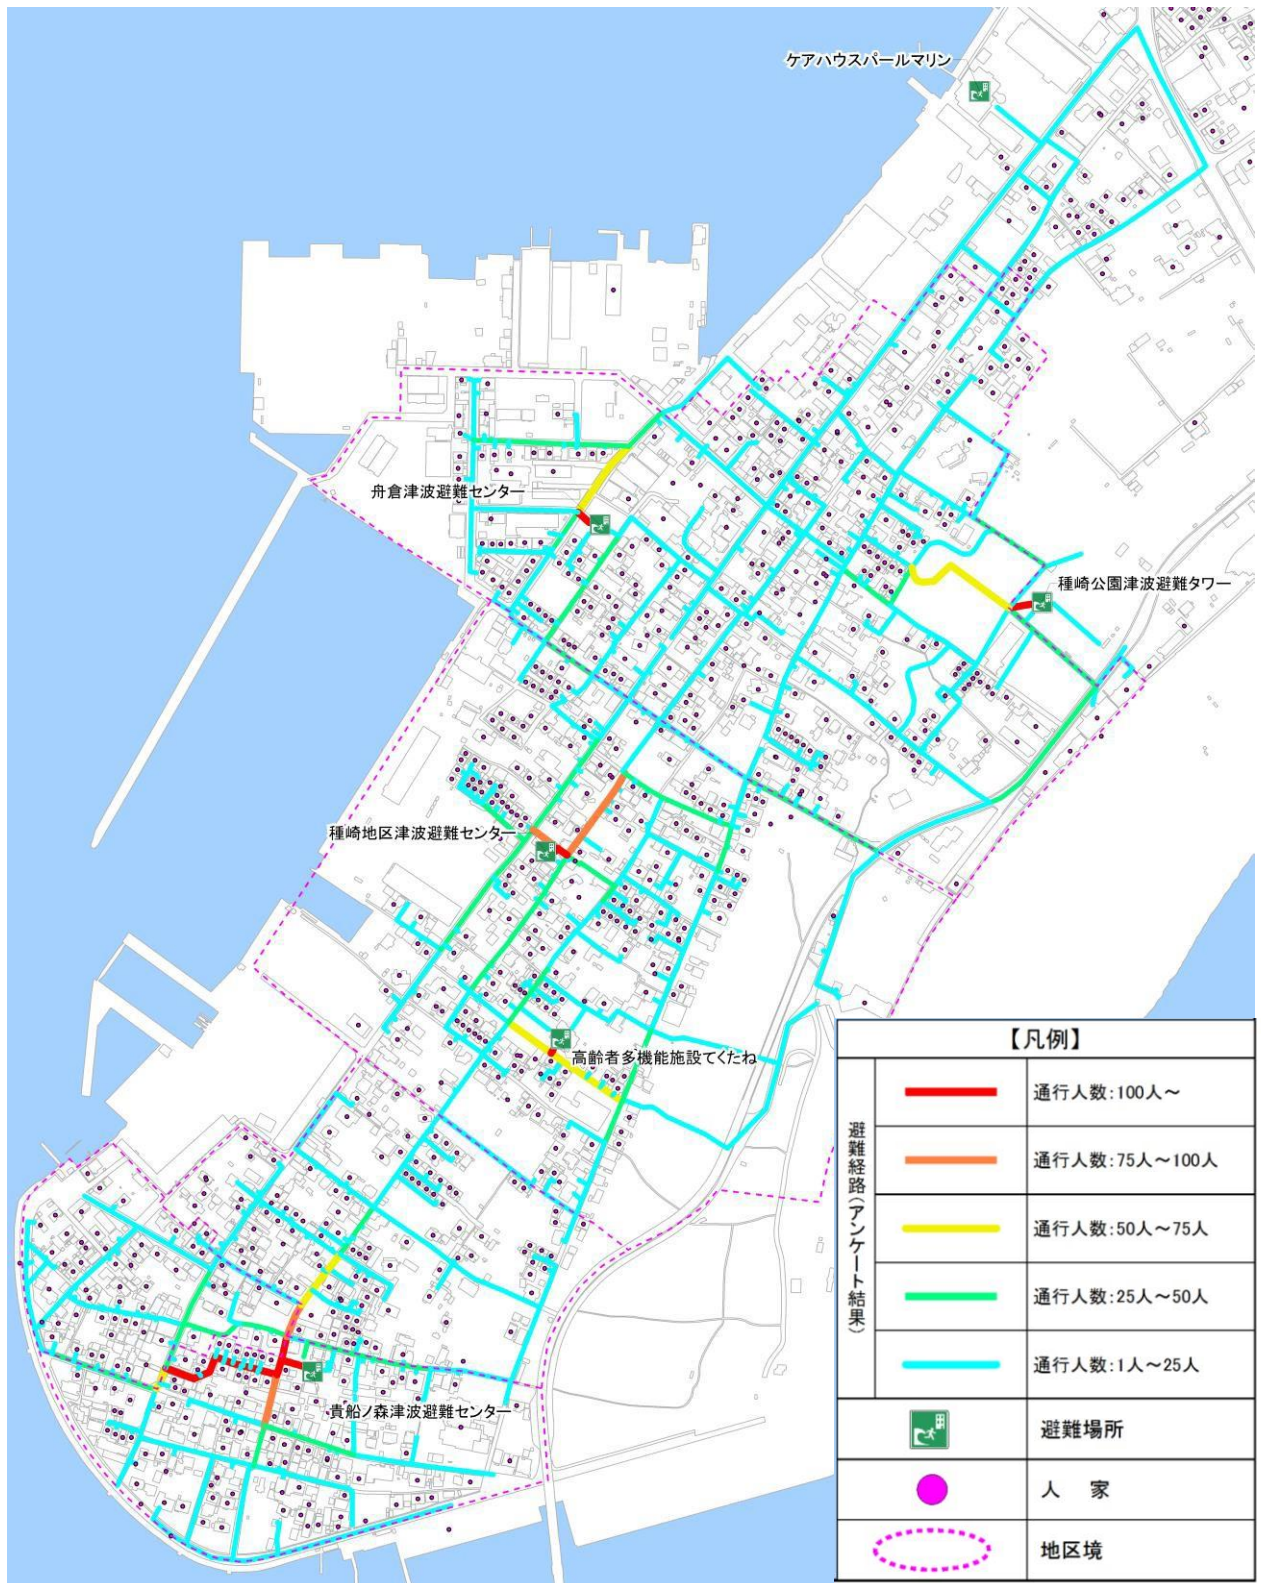 ケアハウスパールマリン
舟倉津波避難センター
種崎公園津波避難タワー
種崎地区津波避難センター
高齢者多機能施設てくたね
貴船ノ森津波避難センター
【凡例】
避難経路(アンケート結果)
通行人数:100人～
通行人数:75人～100人
通行人数:50人～75人
通行人数:25人～50人
通行人数:1人～25人
避難場所
人 家
地区境